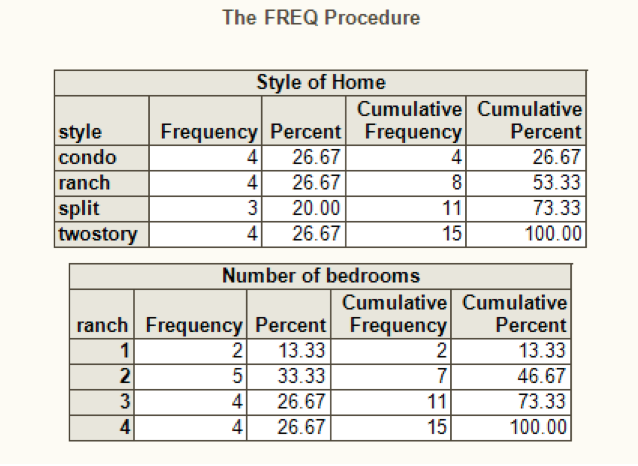 The FREQ Procedure
Style of Home
style Frequency Percent Cumulative Frequency Cumulative Percent
condo 4 26.67 4 26.67
ranch 4 26.67 8 53.33
split 3 20.00 11 73.33
twostory 4 26.67 15 100.00
Number of bedrooms
ranch Frequency Percent Cumulative Frequency Cumulative Percent
1 2 13.33 2 13.33
2 5 33.33 7 46.67
3 4 26.67 11 73.33
4 4 26.67 15 100.00